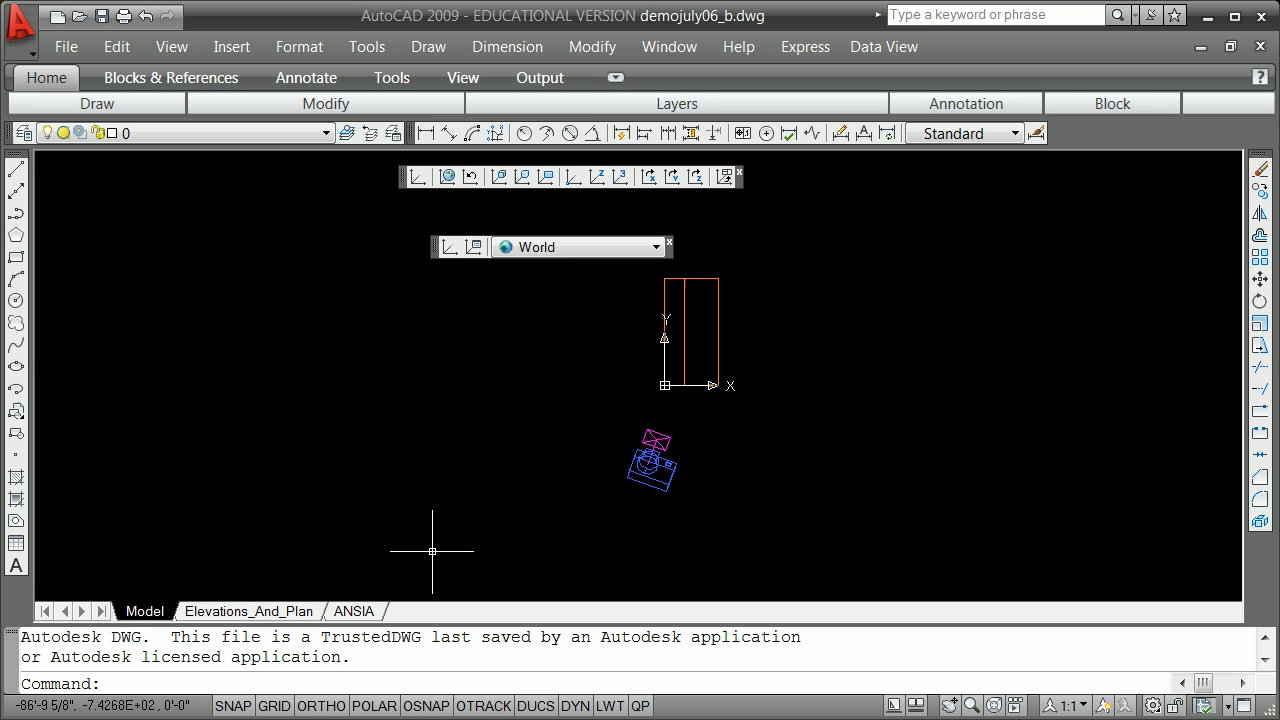 AutoCAD 2009 - EDUCATIONAL VERSION demojuly06_b.dwg
Type a keyword or phrase
File Edit View Insert Format Tools Draw Dimension Modify Window Help Express Data View
Home Blocks & References Annotate Tools View Output
Draw Modify Layers Annotation Block
0 Standard
World
Y
X
A
Model Elevations_And_Plan ANSIA
Autodesk DWG.  This file is a TrustedDWG last saved by an Autodesk application
or Autodesk licensed application.
Command:
-86'-9 5/8", -7.4268E+02 , 0'-0" SNAP GRID ORTHO POLAR OSNAP OTRACK DUCS DYN LWT QP 1:1